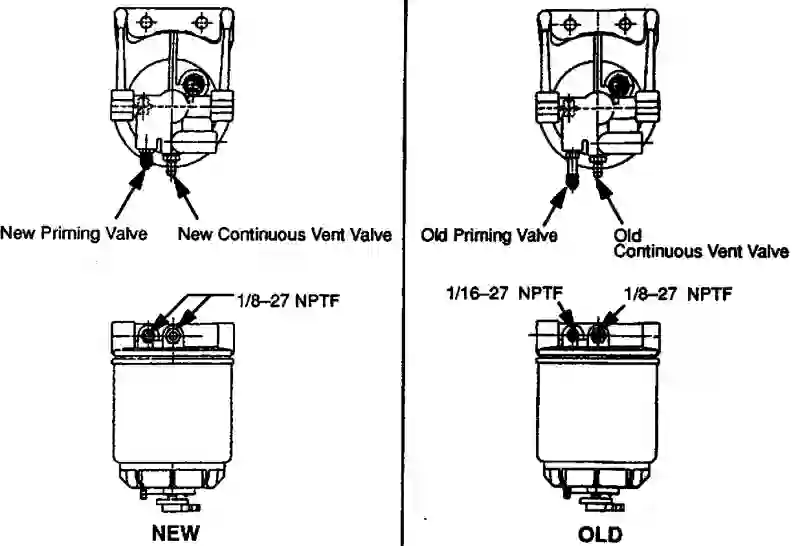 New Priming Valve
New Continuous Vent Valve
1/8–27 NPTF
NEW
Old Priming Valve
Old
Continuous Vent Valve
1/16–27 NPTF
1/8–27 NPTF
OLD